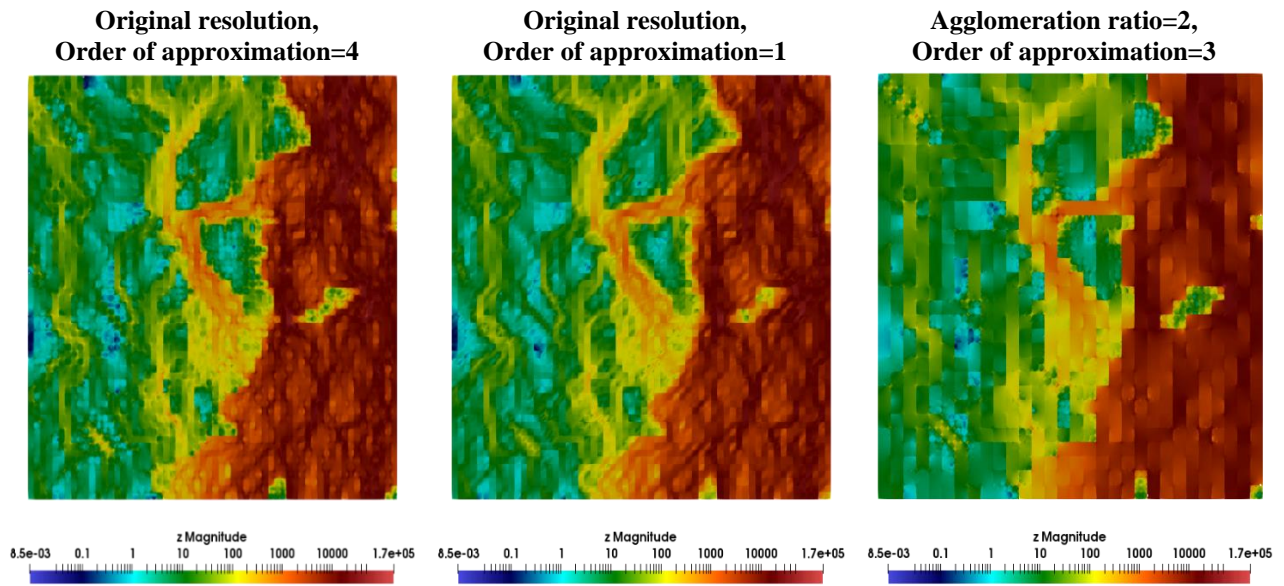 Original resolution,
Order of approximation=4
Original resolution,
Order of approximation=1
Agglomeration ratio=2,
Order of approximation=3
z Magnitude
8.5e-03 0.1 1 10 100 1000 10000 1.7e+05
z Magnitude
8.5e-03 0.1 1 10 100 1000 10000 1.7e+05
z Magnitude
8.5e-03 0.1 1 10 100 1000 10000 1.7e+05